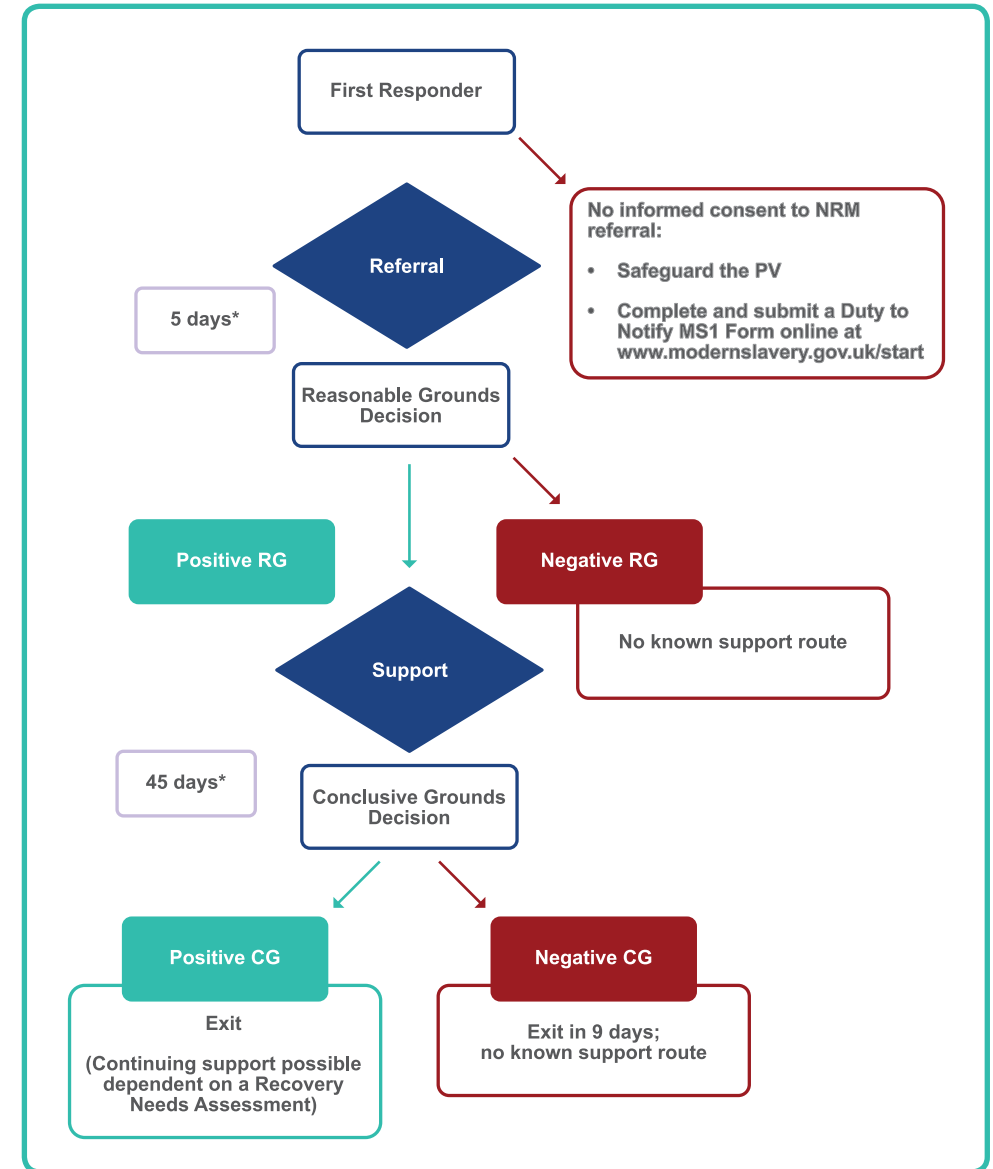 First Responder
No informed consent to NRM
referral:
• Safeguard the PV
• Complete and submit a Duty to
Notify MS1 Form online at
www.modernslavery.gov.uk/start
Referral
5 days*
Reasonable Grounds
Decision
Positive RG
Negative RG
No known support route
Support
45 days*
Conclusive Grounds
Decision
Positive CG
Exit
(Continuing support possible
dependent on a Recovery
Needs Assessment)
Negative CG
Exit in 9 days;
no known support route